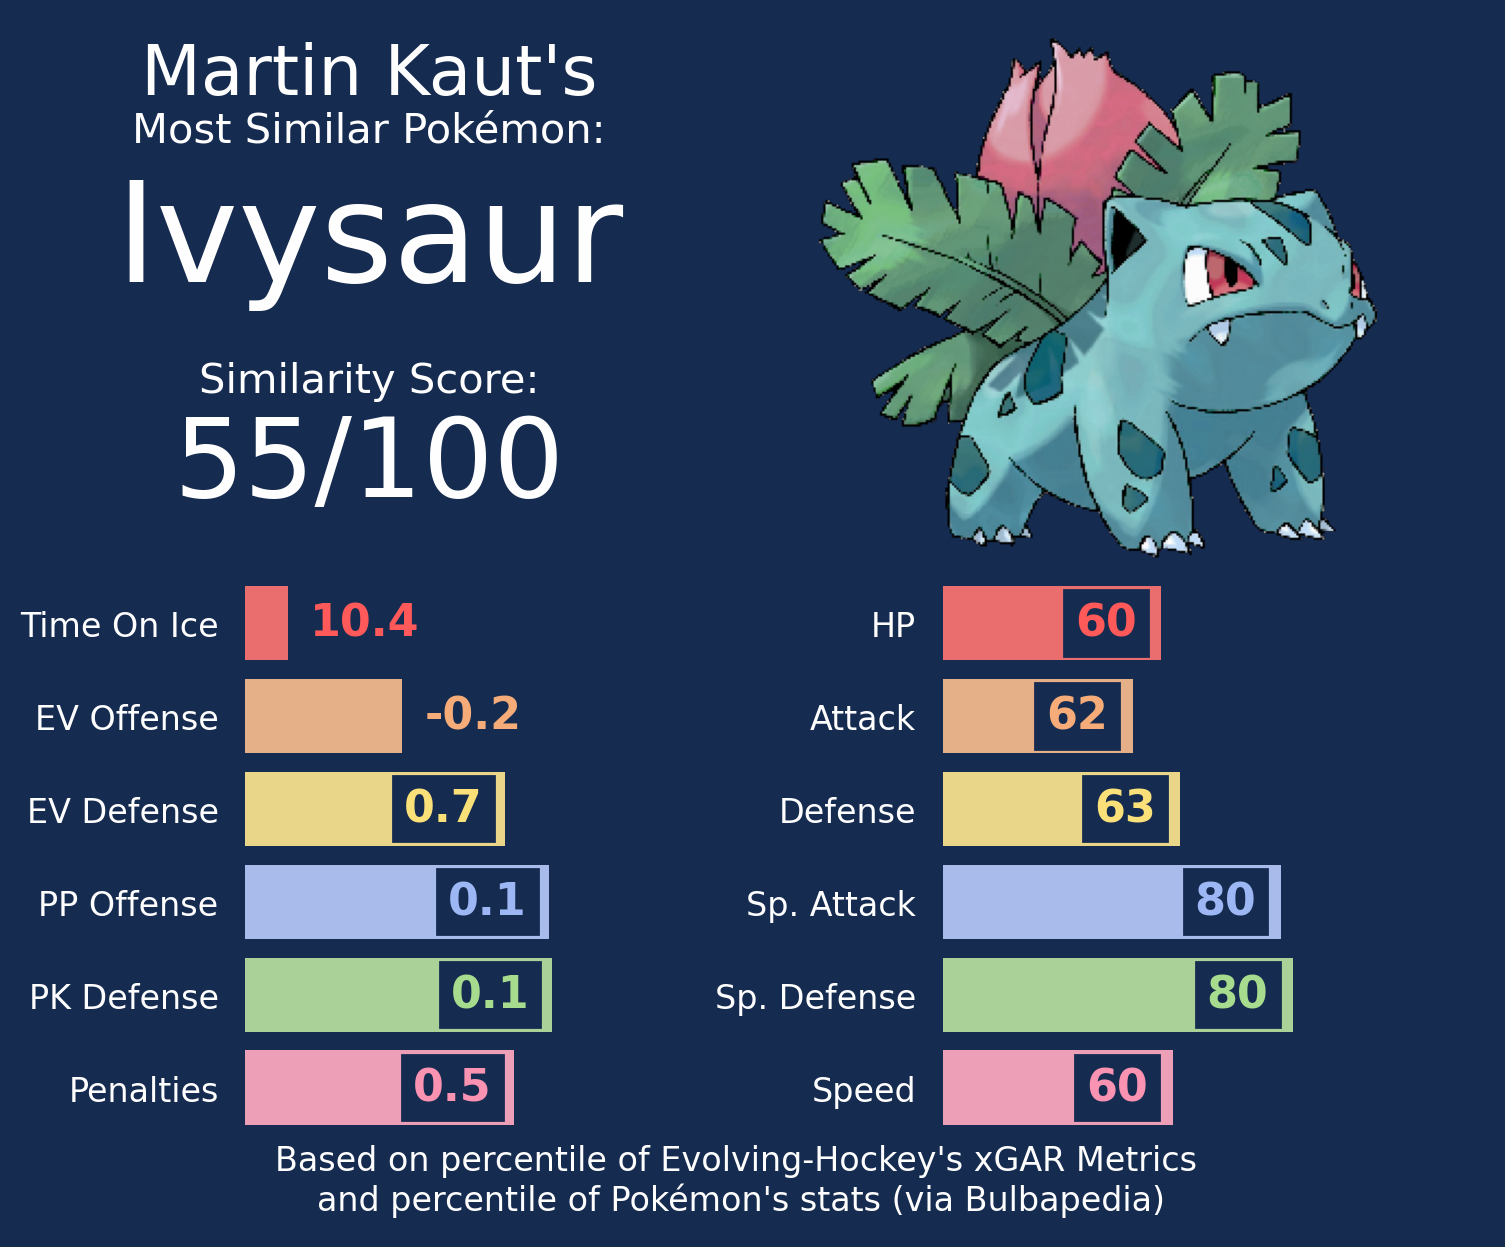 Martin Kaut's
Most Similar Pokémon:
Ivysaur
Similarity Score:
55/100
Time On Ice 10.4
EV Offense -0.2
EV Defense 0.7
PP Offense 0.1
PK Defense 0.1
Penalties 0.5
HP 60
Attack 62
Defense 63
Sp. Attack 80
Sp. Defense 80
Speed 60
Based on percentile of Evolving-Hockey's xGAR Metrics
and percentile of Pokémon's stats (via Bulbapedia)